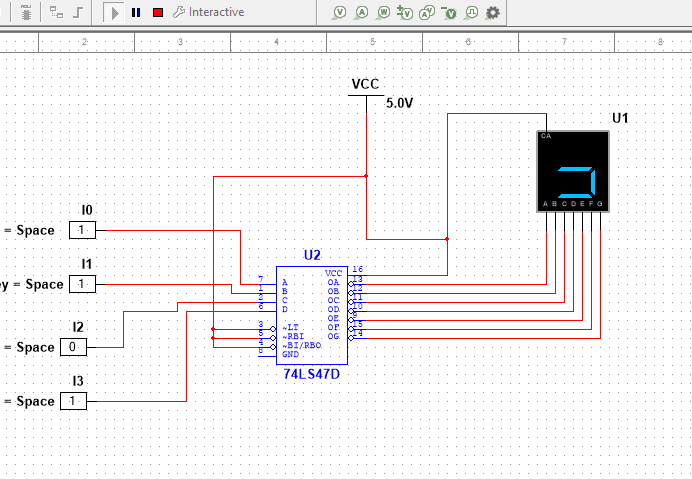 Interactive
2 3 4 5 6 7 8
VCC
5.0V
U1
CA
A B C D E F G
I0
= Space 1
I1
ey = Space 1
I2
= Space 0
I3
= Space 1
U2
VCC 16
7 A OA 13
1 B OB 12
2 C OC 11
6 D OD 10
OE 9
3 ~LT OF 15
5 ~RBI OG 14
4 ~BI/RBO
8 GND
74LS47D